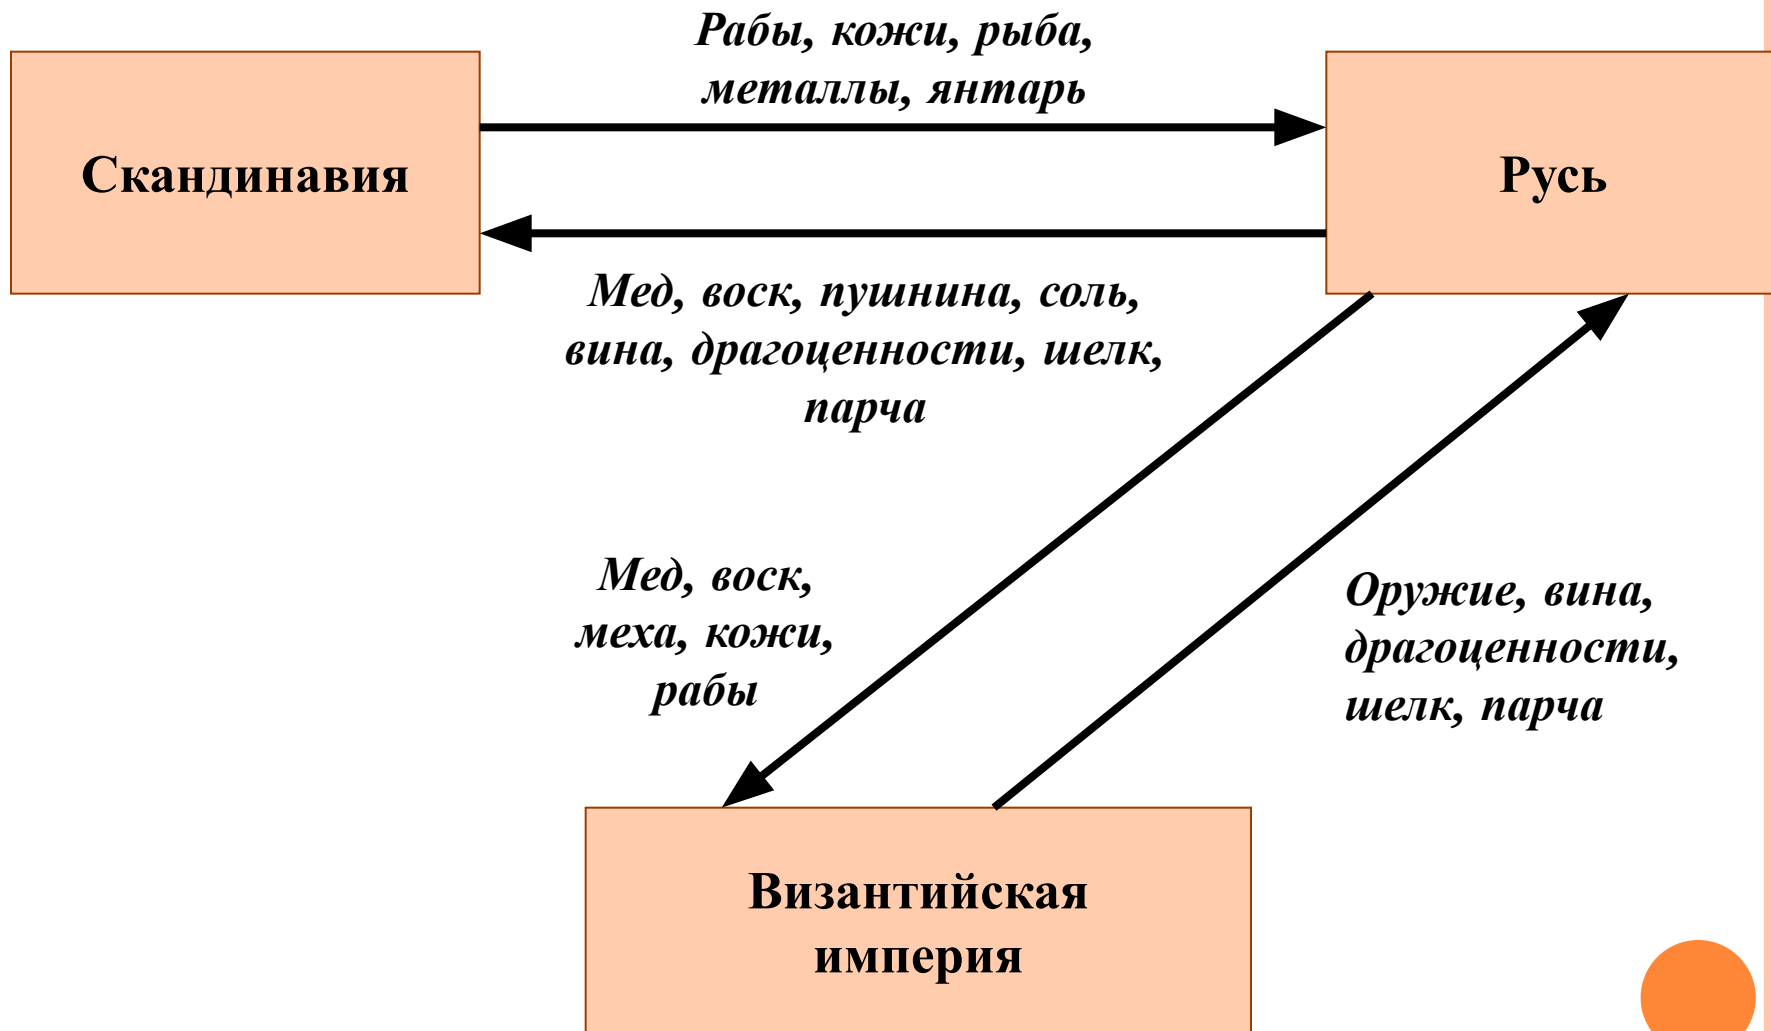 Рабы, кожи, рыба,
металлы, янтарь
Скандинавия
Русь
Мед, воск, пушнина, соль,
вина, драгоценности, шелк,
парча
Мед, воск,
меха, кожи,
рабы
Оружие, вина,
драгоценности,
шелк, парча
Византийская
империя